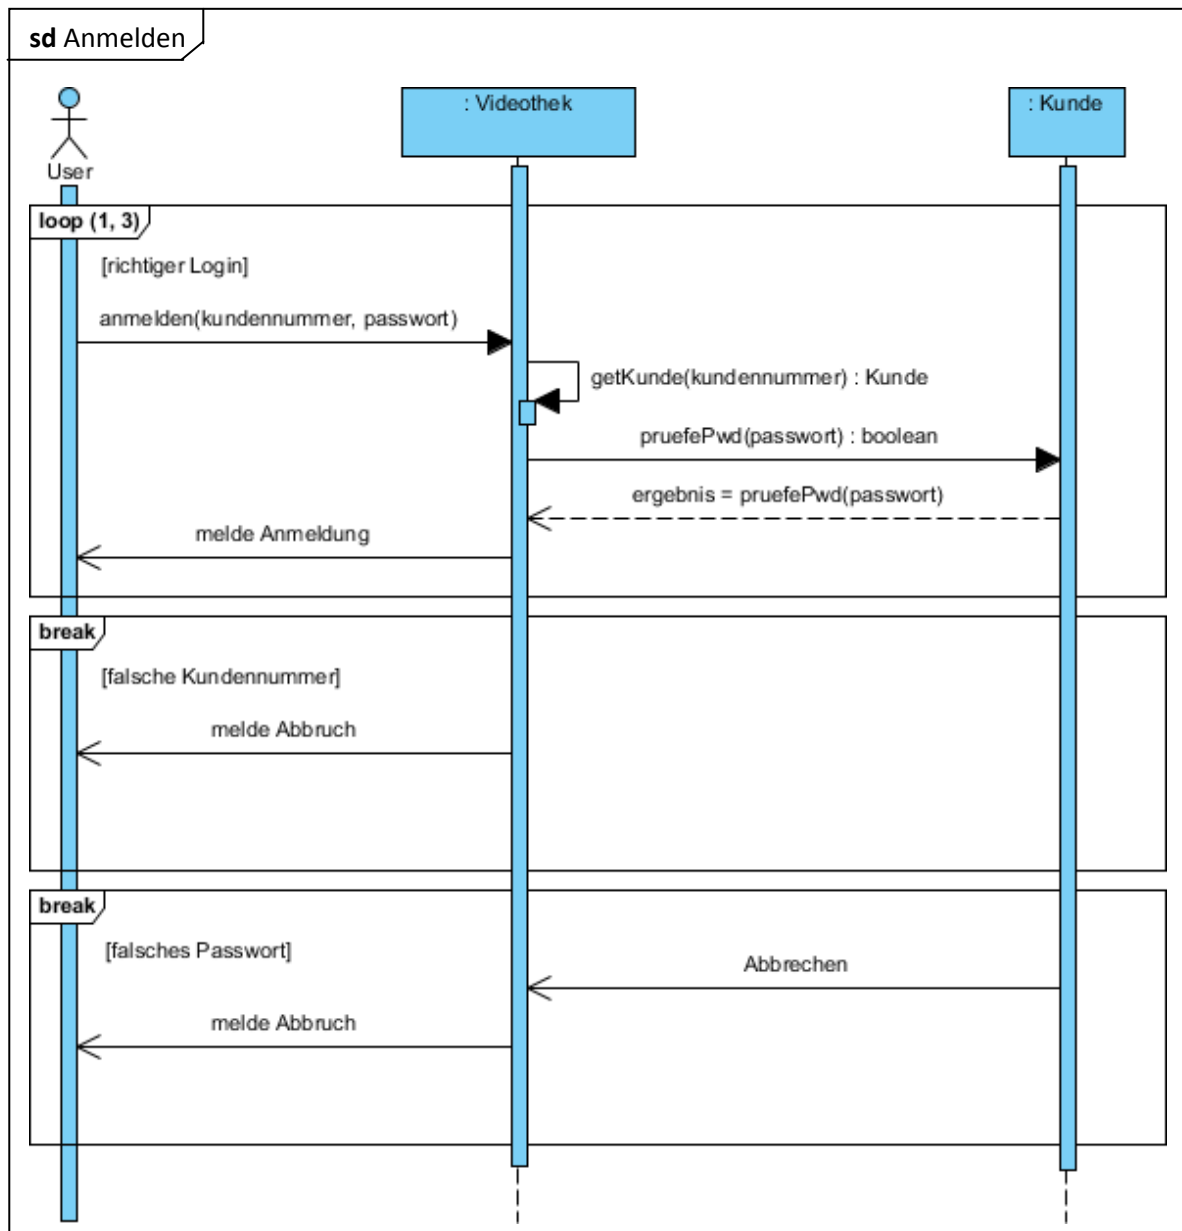 sd Anmelden
User
: Videothek
: Kunde
loop (1, 3)
[richtiger Login]
anmelden(kundennummer, passwort)
getKunde(kundennummer) : Kunde
pruefePwd(passwort) : boolean
ergebnis = pruefePwd(passwort)
melde Anmeldung
break
[falsche Kundennummer]
melde Abbruch
break
[falsches Passwort]
Abbrechen
melde Abbruch